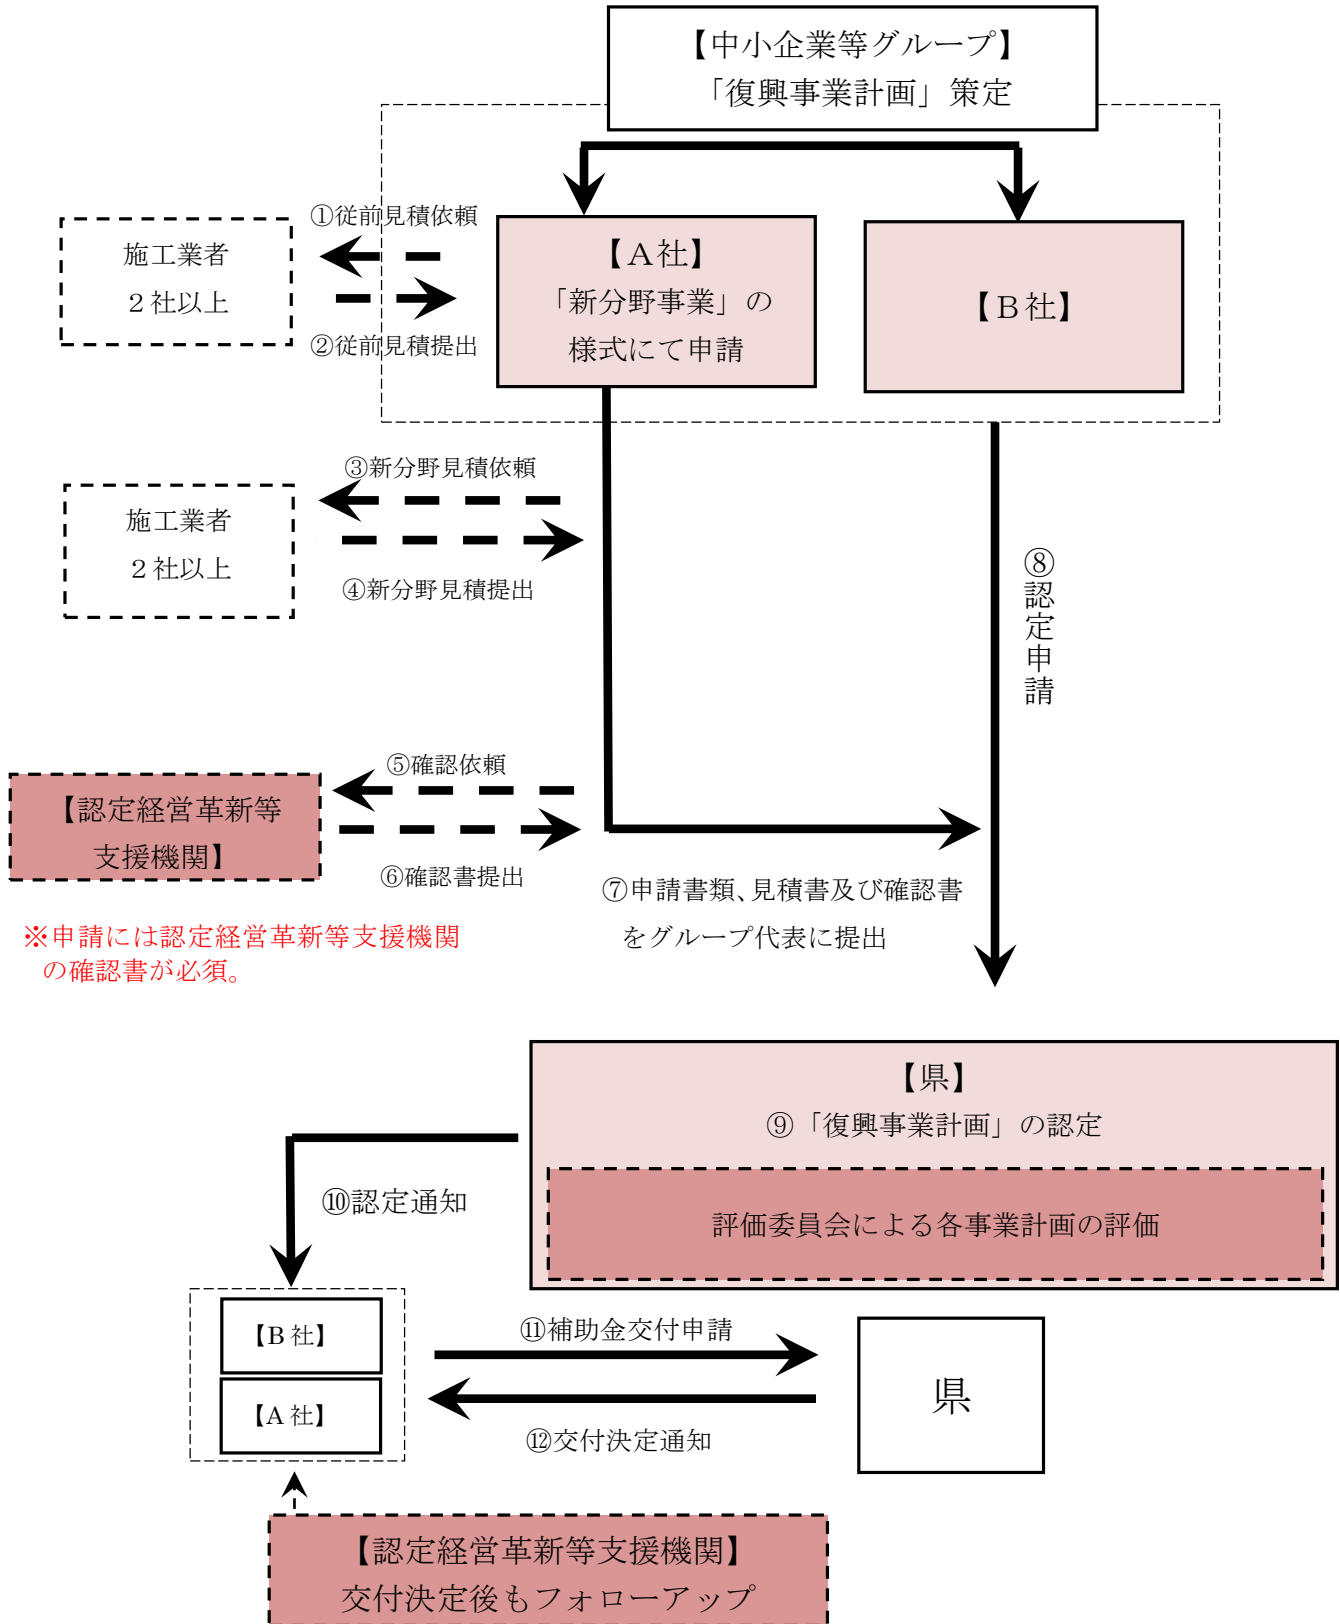 【中小企業等グループ】
「復興事業計画」策定
①従前見積依頼
施工業者
２社以上
②従前見積提出
【Ａ社】
「新分野事業」の
様式にて申請
【Ｂ社】
③新分野見積依頼
施工業者
２社以上
④新分野見積提出
⑧認定申請
⑤確認依頼
【認定経営革新等
支援機関】
⑥確認書提出
⑦申請書類、見積書及び確認書
をグループ代表に提出
※申請には認定経営革新等支援機関
の確認書が必須。
【県】
⑨「復興事業計画」の認定
評価委員会による各事業計画の評価
⑩認定通知
【B 社】
【A 社】
⑪補助金交付申請
⑫交付決定通知
県
【認定経営革新等支援機関】
交付決定後もフォローアップ